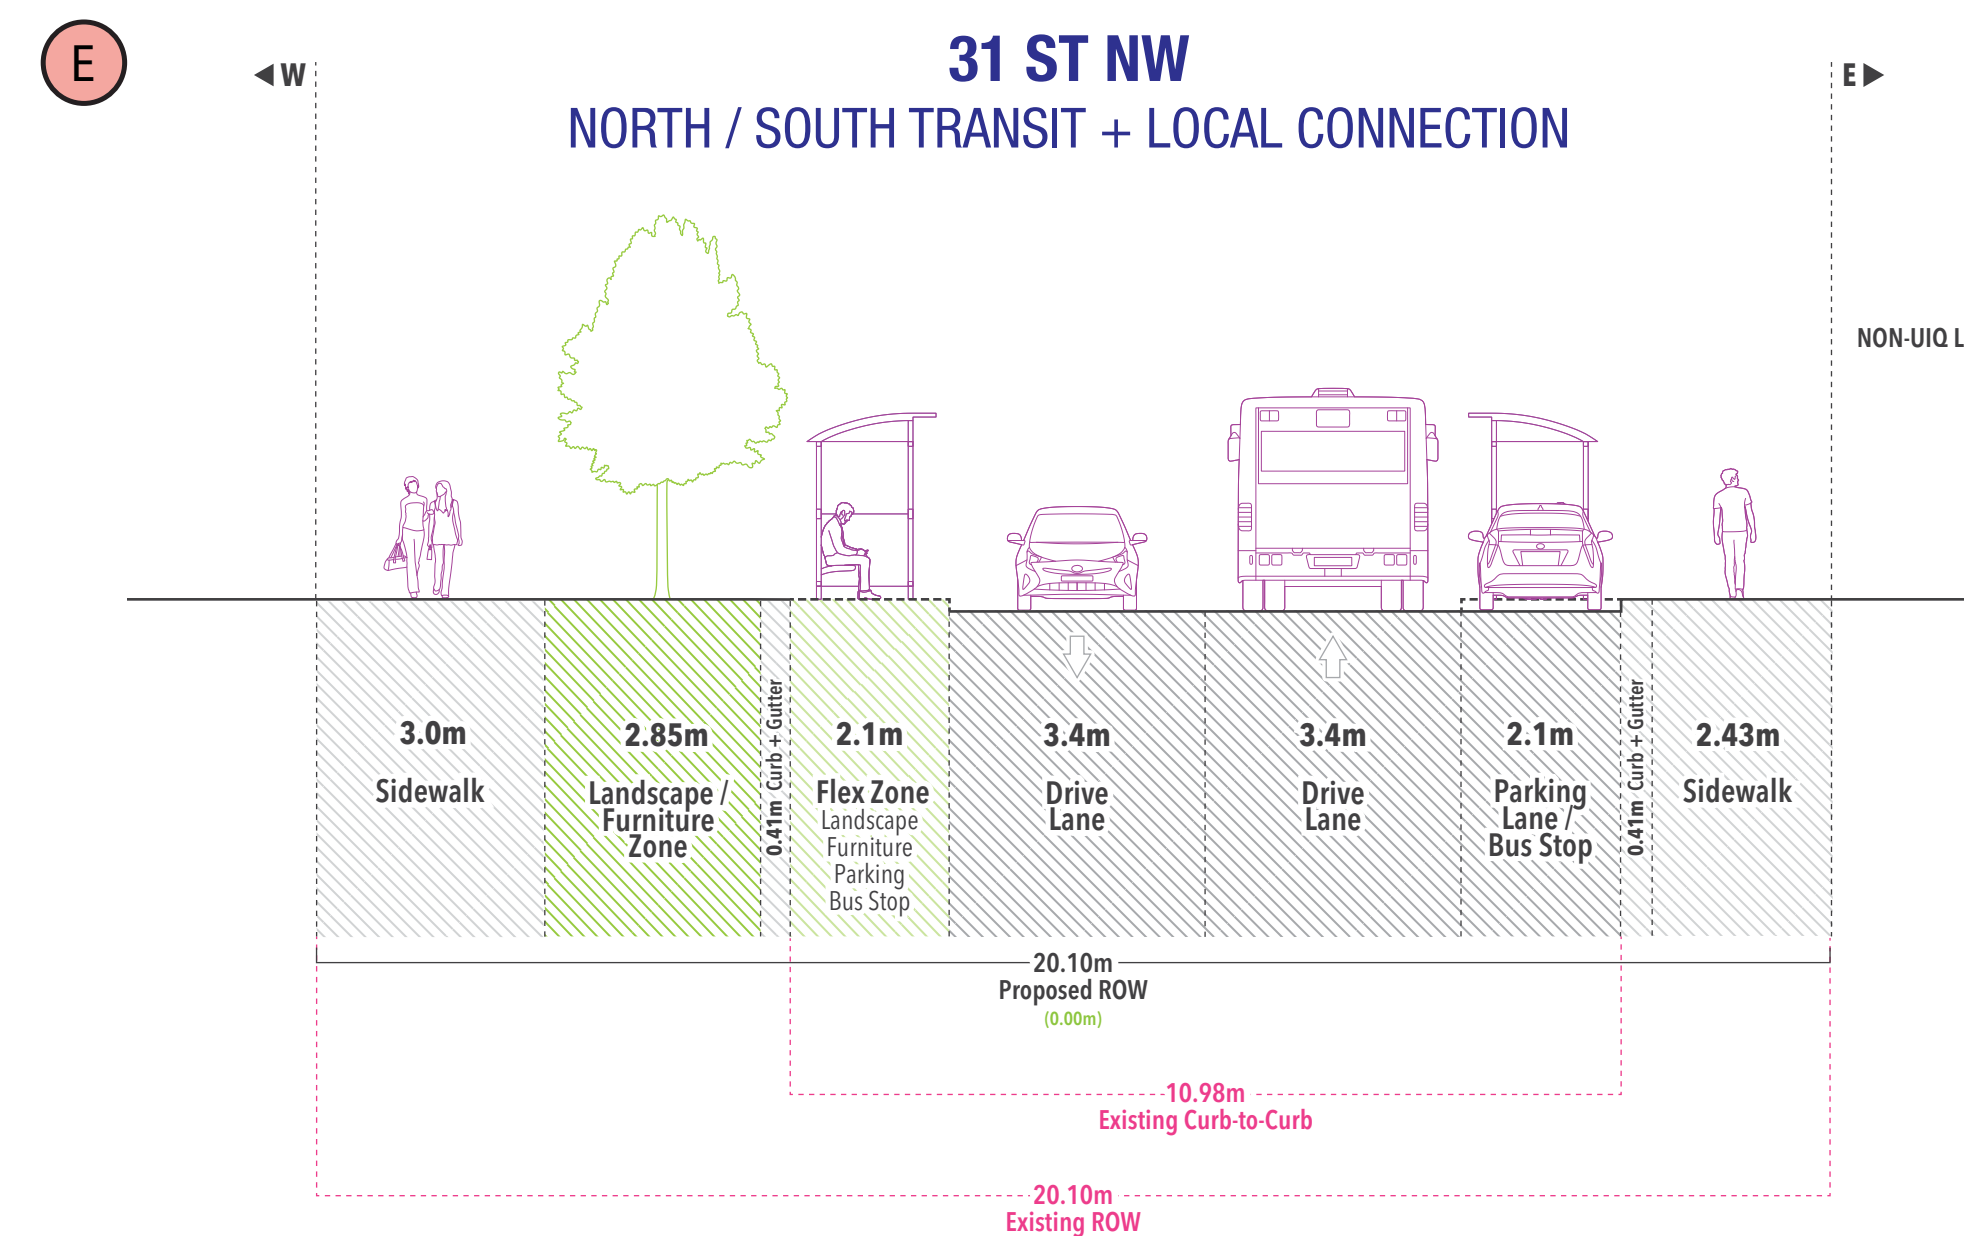 E
W
31 ST NW
E
NORTH / SOUTH TRANSIT + LOCAL CONNECTION
NON-UIQ L
3.0m
Sidewalk
2.85m
Landscape /
Furniture
Zone
0.41m Curb + Gutter
2.1m
Flex Zone
Landscape
Furniture
Parking
Bus Stop
3.4m
Drive
Lane
3.4m
Drive
Lane
2.1m
Parking
Lane /
Bus Stop
0.41m Curb + Gutter
2.43m
Sidewalk
20.10m
Proposed ROW
(0.00m)
10.98m
Existing Curb-to-Curb
20.10m
Existing ROW